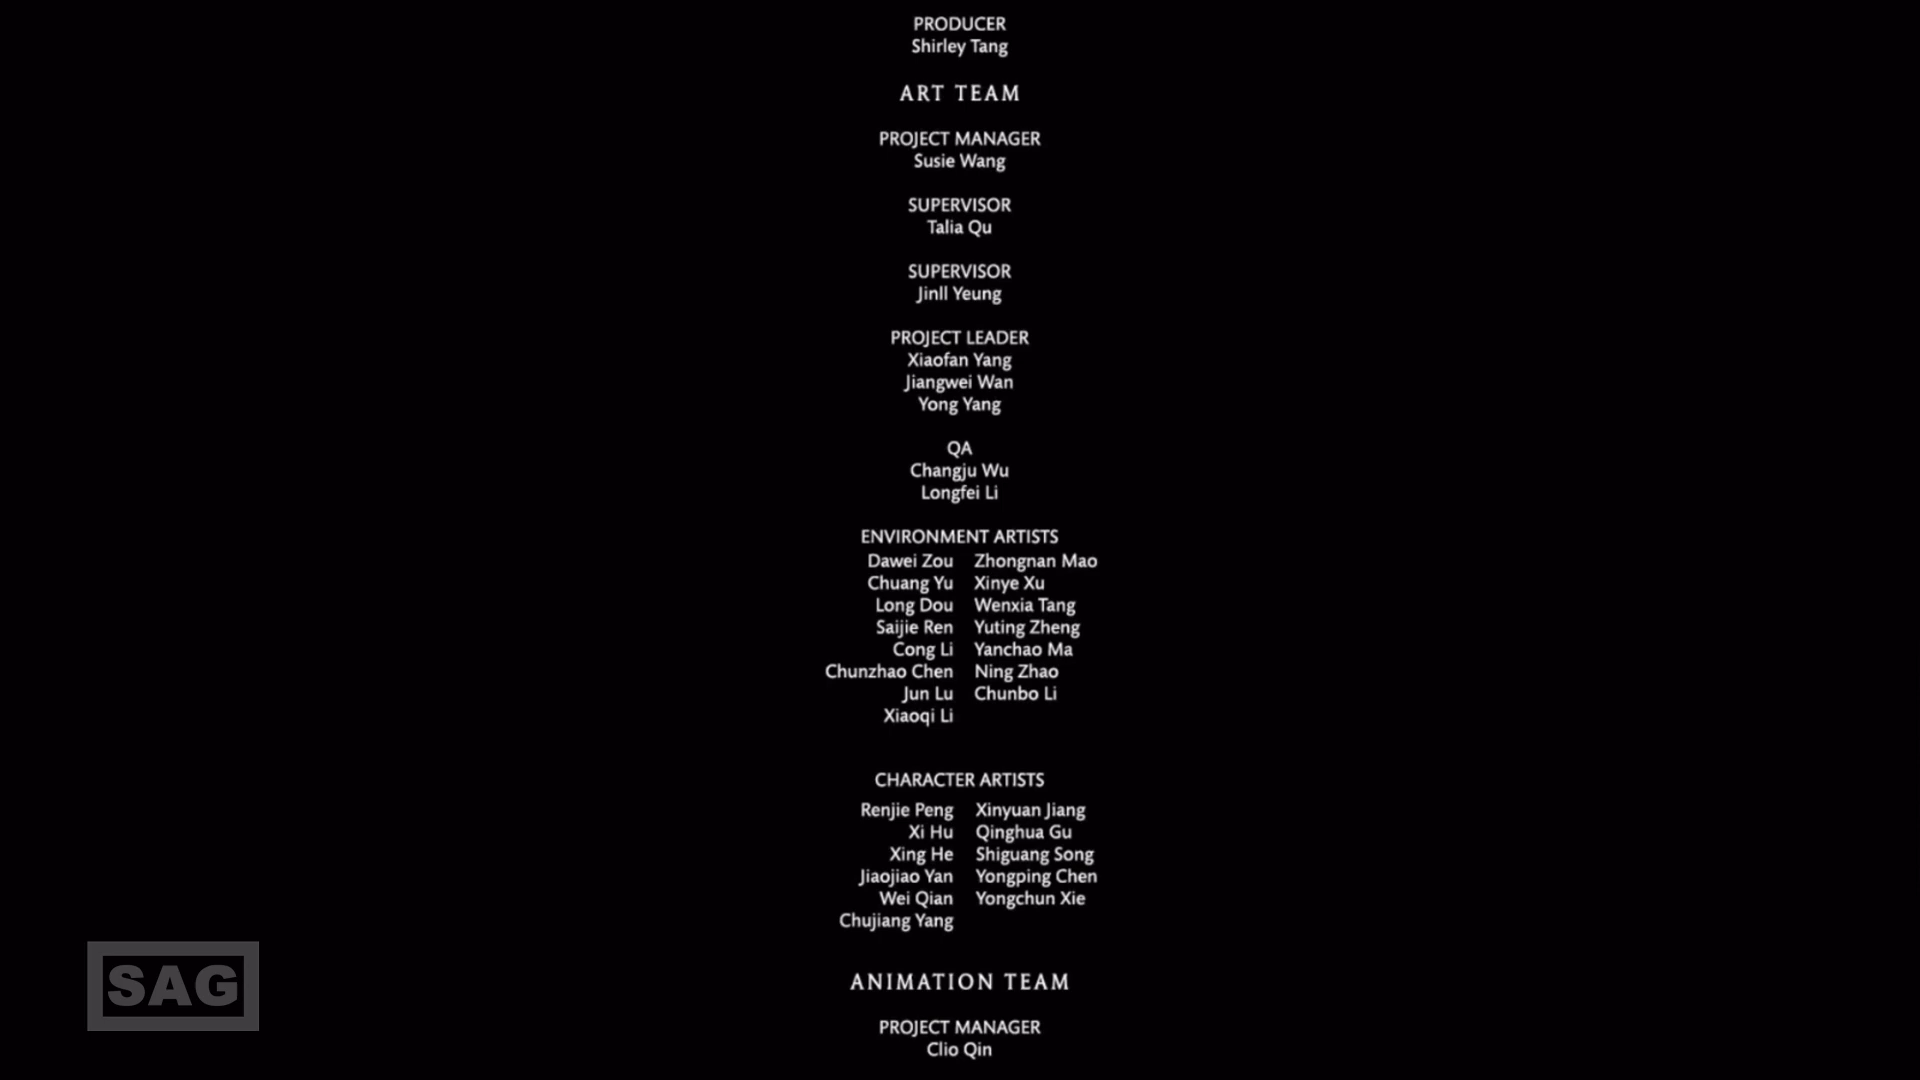 PRODUCER
Shirley Tang
ART TEAM
PROJECT MANAGER
Susie Wang
SUPERVISOR
Talia Qu
SUPERVISOR
Jinll Yeung
PROJECT LEADER
Xiaofan Yang
Jiangwei Wan
Yong Yang
QA
Changju Wu
Longfei Li
ENVIRONMENT ARTISTS
Dawei Zou Zhongnan Mao
Chuang Yu Xinye Xu
Long Dou Wenxia Tang
Saijie Ren Yuting Zheng
Cong Li Yanchao Ma
Chunzhao Chen Ning Zhao
Jun Lu Chunbo Li
Xiaoqi Li
CHARACTER ARTISTS
Renjie Peng Xinyuan Jiang
Xi Hu Qinghua Gu
Xing He Shiguang Song
Jiaojiao Yan Yongping Chen
Wei Qian Yongchun Xie
Chujiang Yang
ANIMATION TEAM
PROJECT MANAGER
Clio Qin
SAG